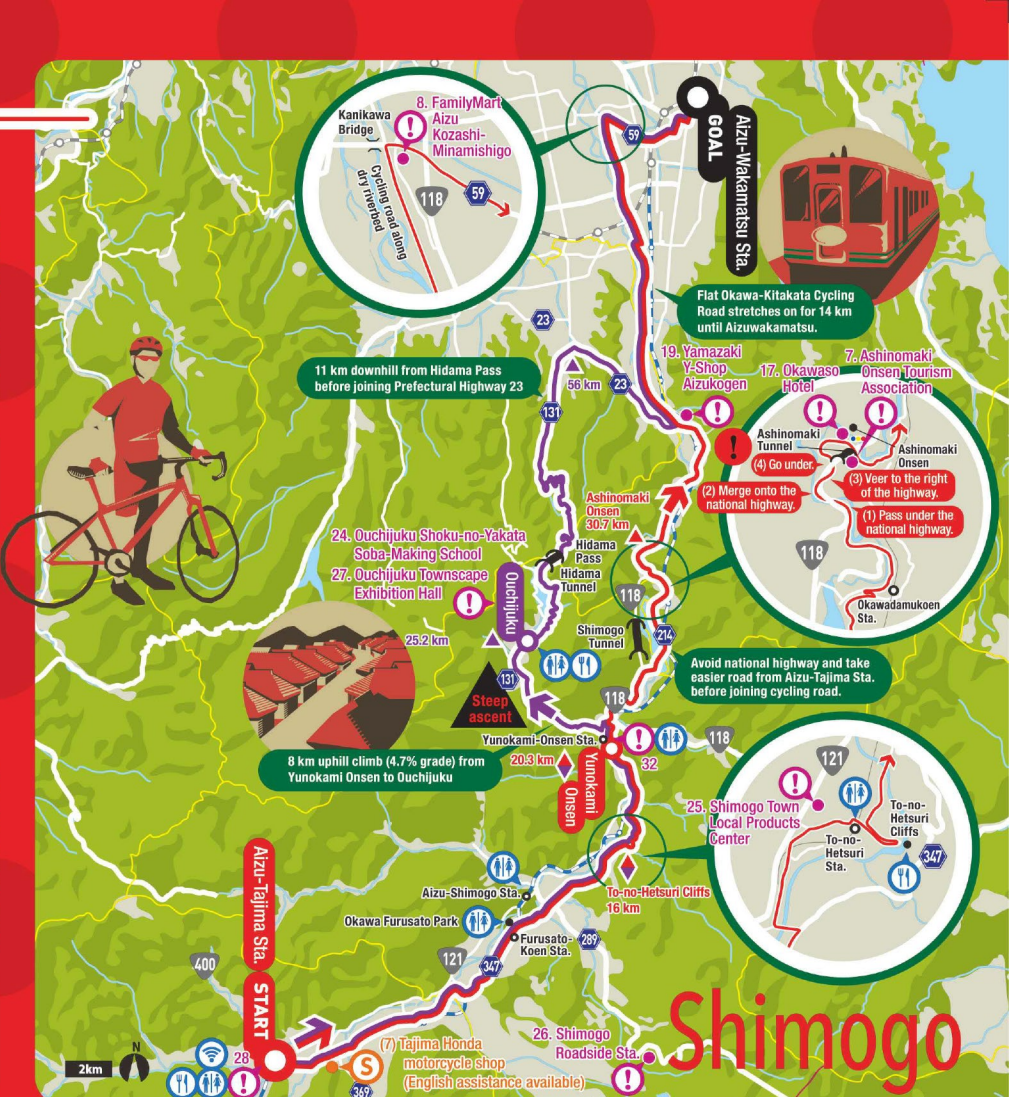 8. FamilyMart
Aizu
Kozashi-
Minamishigo
Kanikawa
Bridge
Cycling road along
dry riverbed
118
59
59
GOAL
Aizu-Wakamatsu Sta.
Flat Okawa-Kitakata Cycling
Road stretches on for 14 km
until Aizuwakamatsu.
23
11 km downhill from Hidama Pass
before joining Prefectural Highway 23
56 km
23
131
19. Yamazaki
Y-Shop
Aizukogen
17. Okawaso
Hotel
7. Ashinomaki
Onsen Tourism
Association
Ashinomaki
Tunnel
Ashinomaki
Onsen
(4) Go under.
(3) Veer to the right
of the highway.
(2) Merge onto the
national highway.
(1) Pass under the
national highway.
118
Okawadamukoen
Sta.
Ashinomaki
Onsen
30.7 km
24. Ouchijuku Shoku-no-Yakata
Soba-Making School
27. Ouchijuku Townscape
Exhibition Hall
Hidama
Pass
Hidama
Tunnel
Ouchijuku
118
25.2 km
Shimogo
Tunnel
214
131
Steep
ascent
Avoid national highway and take
easier road from Aizu-Tajima Sta.
before joining cycling road.
118
Yunokami-Onsen Sta.
118
20.3 km
32
Yunokami
Onsen
8 km uphill climb (4.7% grade) from
Yunokami Onsen to Ouchijuku
121
25. Shimogo Town
Local Products
Center
To-no-
Hetsuri
Cliffs
To-no-
Hetsuri
Sta.
347
To-no-Hetsuri Cliffs
16 km
Aizu-Shimogo Sta.
Okawa Furusato Park
Furusato-
Koen Sta.
289
121
347
400
Aizu-Tajima Sta.
START
28
(7) Tajima Honda
motorcycle shop
(English assistance available)
S
369
26. Shimogo
Roadside Sta.
Shimogo
N
2km